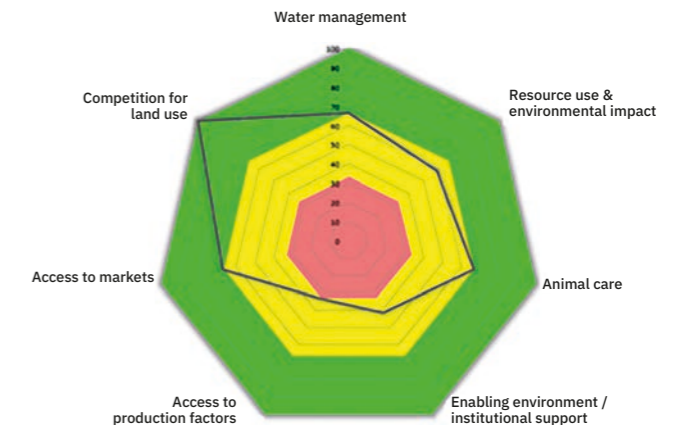 Water management
100
90
80
70
60
50
40
30
20
10
0
Resource use &
environmental impact
Animal care
Enabling environment /
institutional support
Access to
production factors
Access to markets
Competition for
land use